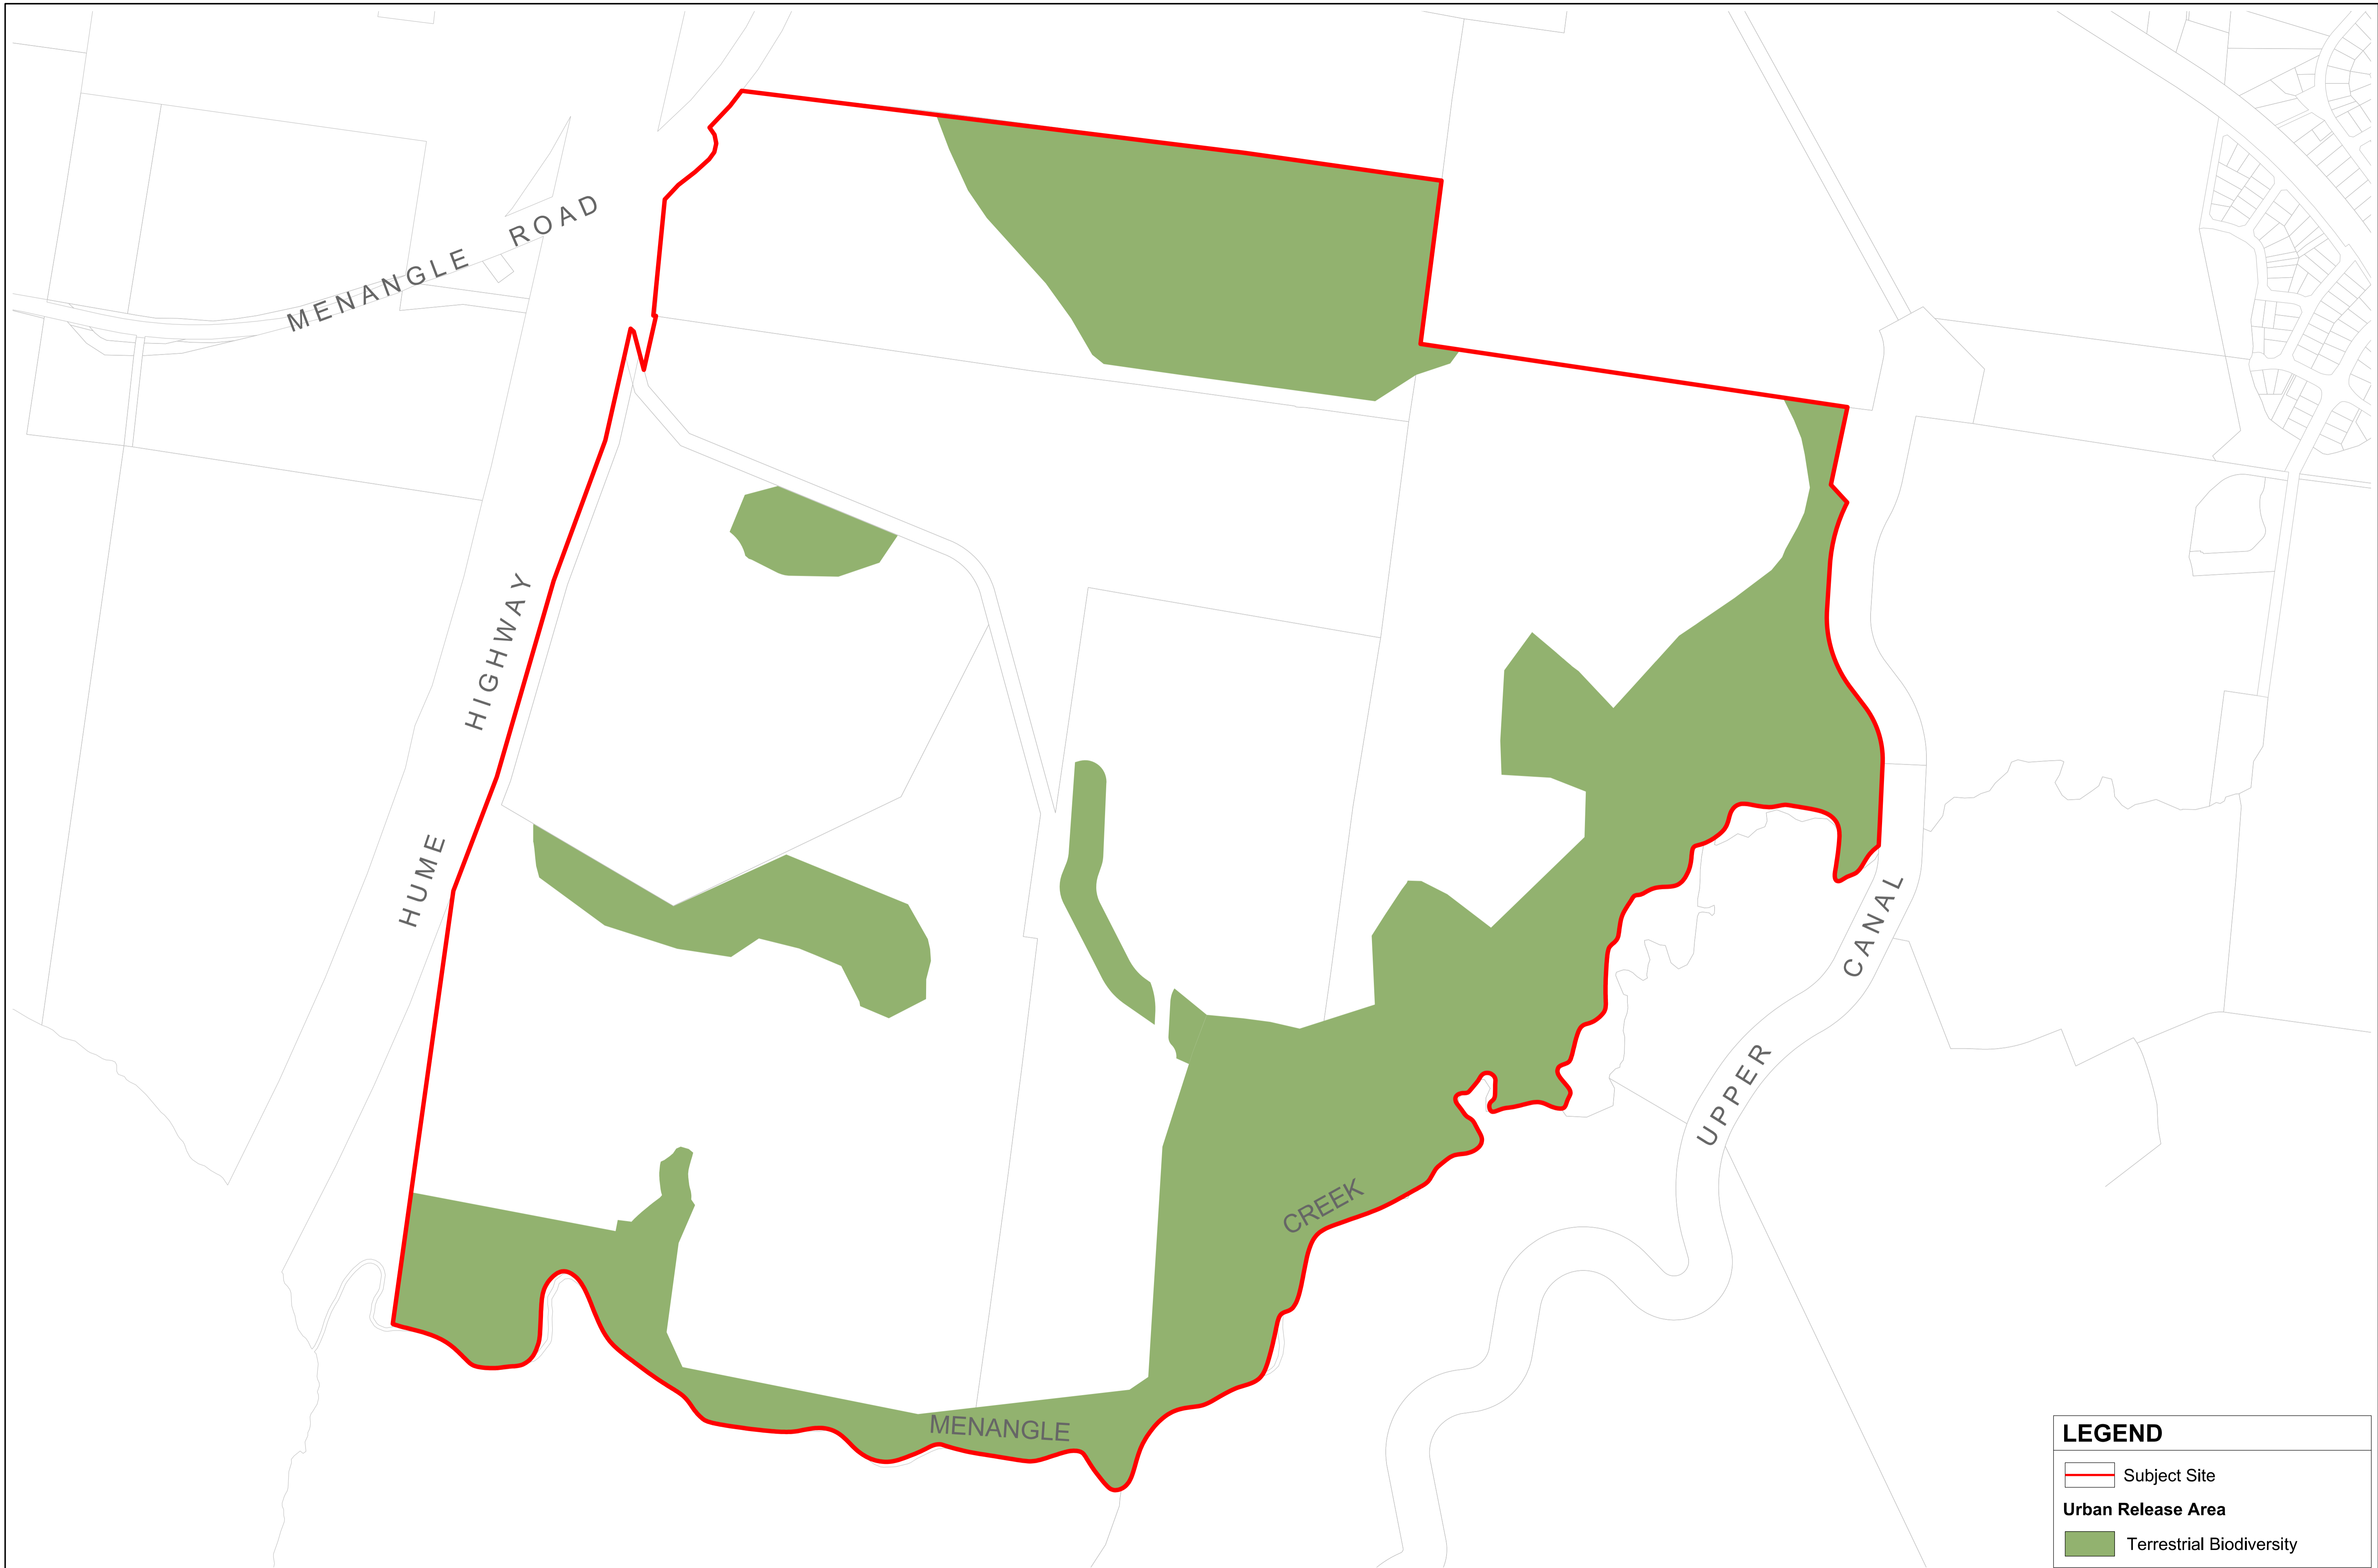 MENANGLE ROAD
HUME HIGHWAY
UPPER CANAL
MENANGLE CREEK
LEGEND
Subject Site
Urban Release Area
Terrestrial Biodiversity